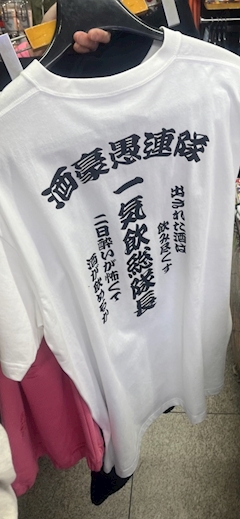 酒豪愚連隊
出された酒は
飲み尽くす
一気飲総隊長
二日酔いが怖くて
酒が飲めるか